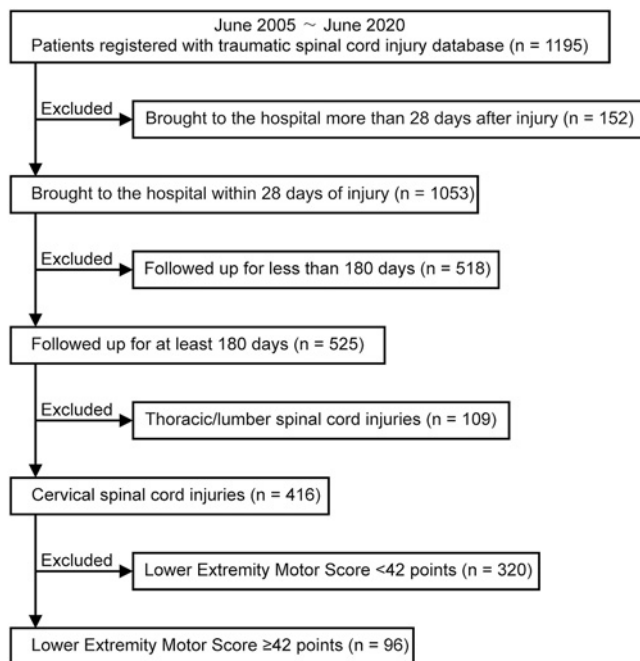 June 2005 ～ June 2020
Patients registered with traumatic spinal cord injury database (n = 1195)
Excluded
Brought to the hospital more than 28 days after injury (n = 152)
Brought to the hospital within 28 days of injury (n = 1053)
Excluded
Followed up for less than 180 days (n = 518)
Followed up for at least 180 days (n = 525)
Excluded
Thoracic/lumber spinal cord injuries (n = 109)
Cervical spinal cord injuries (n = 416)
Excluded
Lower Extremity Motor Score <42 points (n = 320)
Lower Extremity Motor Score ≥42 points (n = 96)